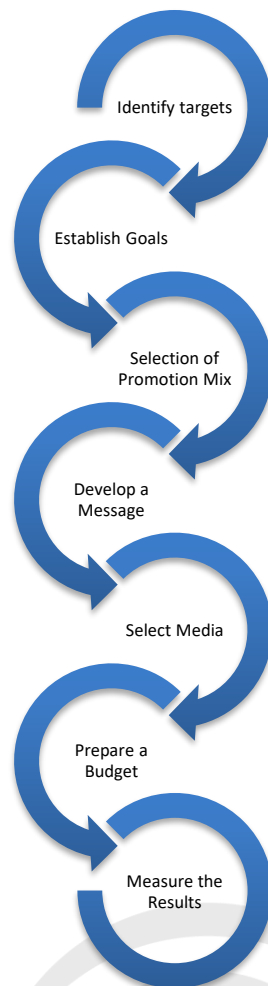 Identify targets
Establish Goals
Selection of
Promotion Mix
Develop a
Message
Select Media
Prepare a
Budget
Measure the
Results